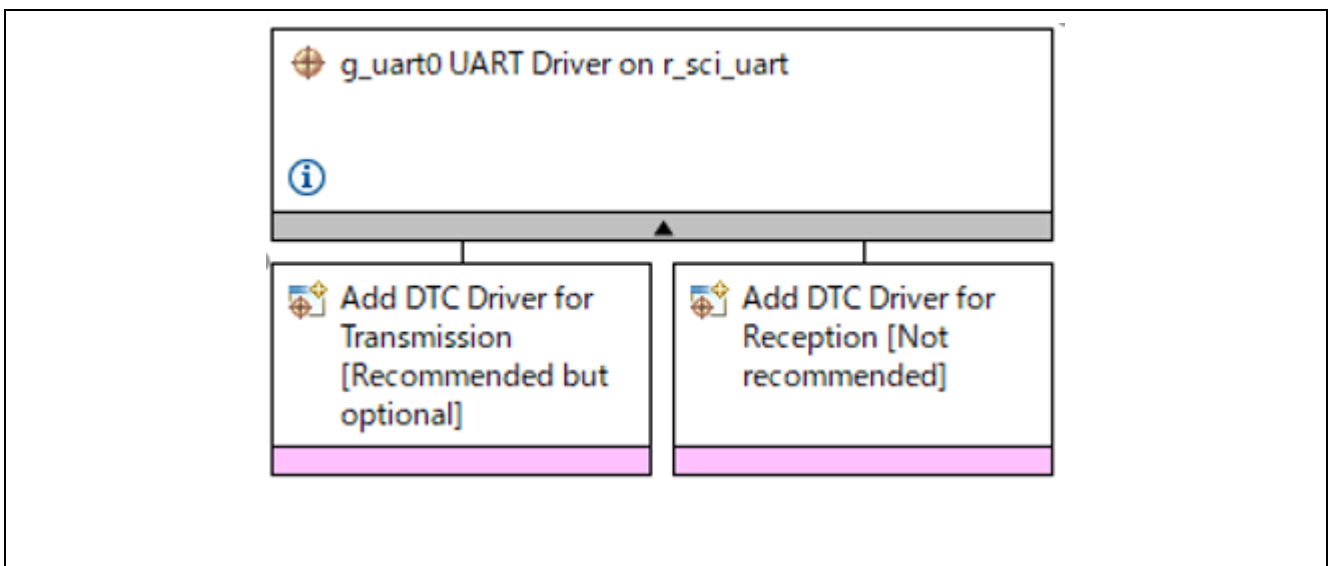 g_uart0 UART Driver on r_sci_uart
Add DTC Driver for
Transmission
[Recommended but
optional]
Add DTC Driver for
Reception [Not
recommended]